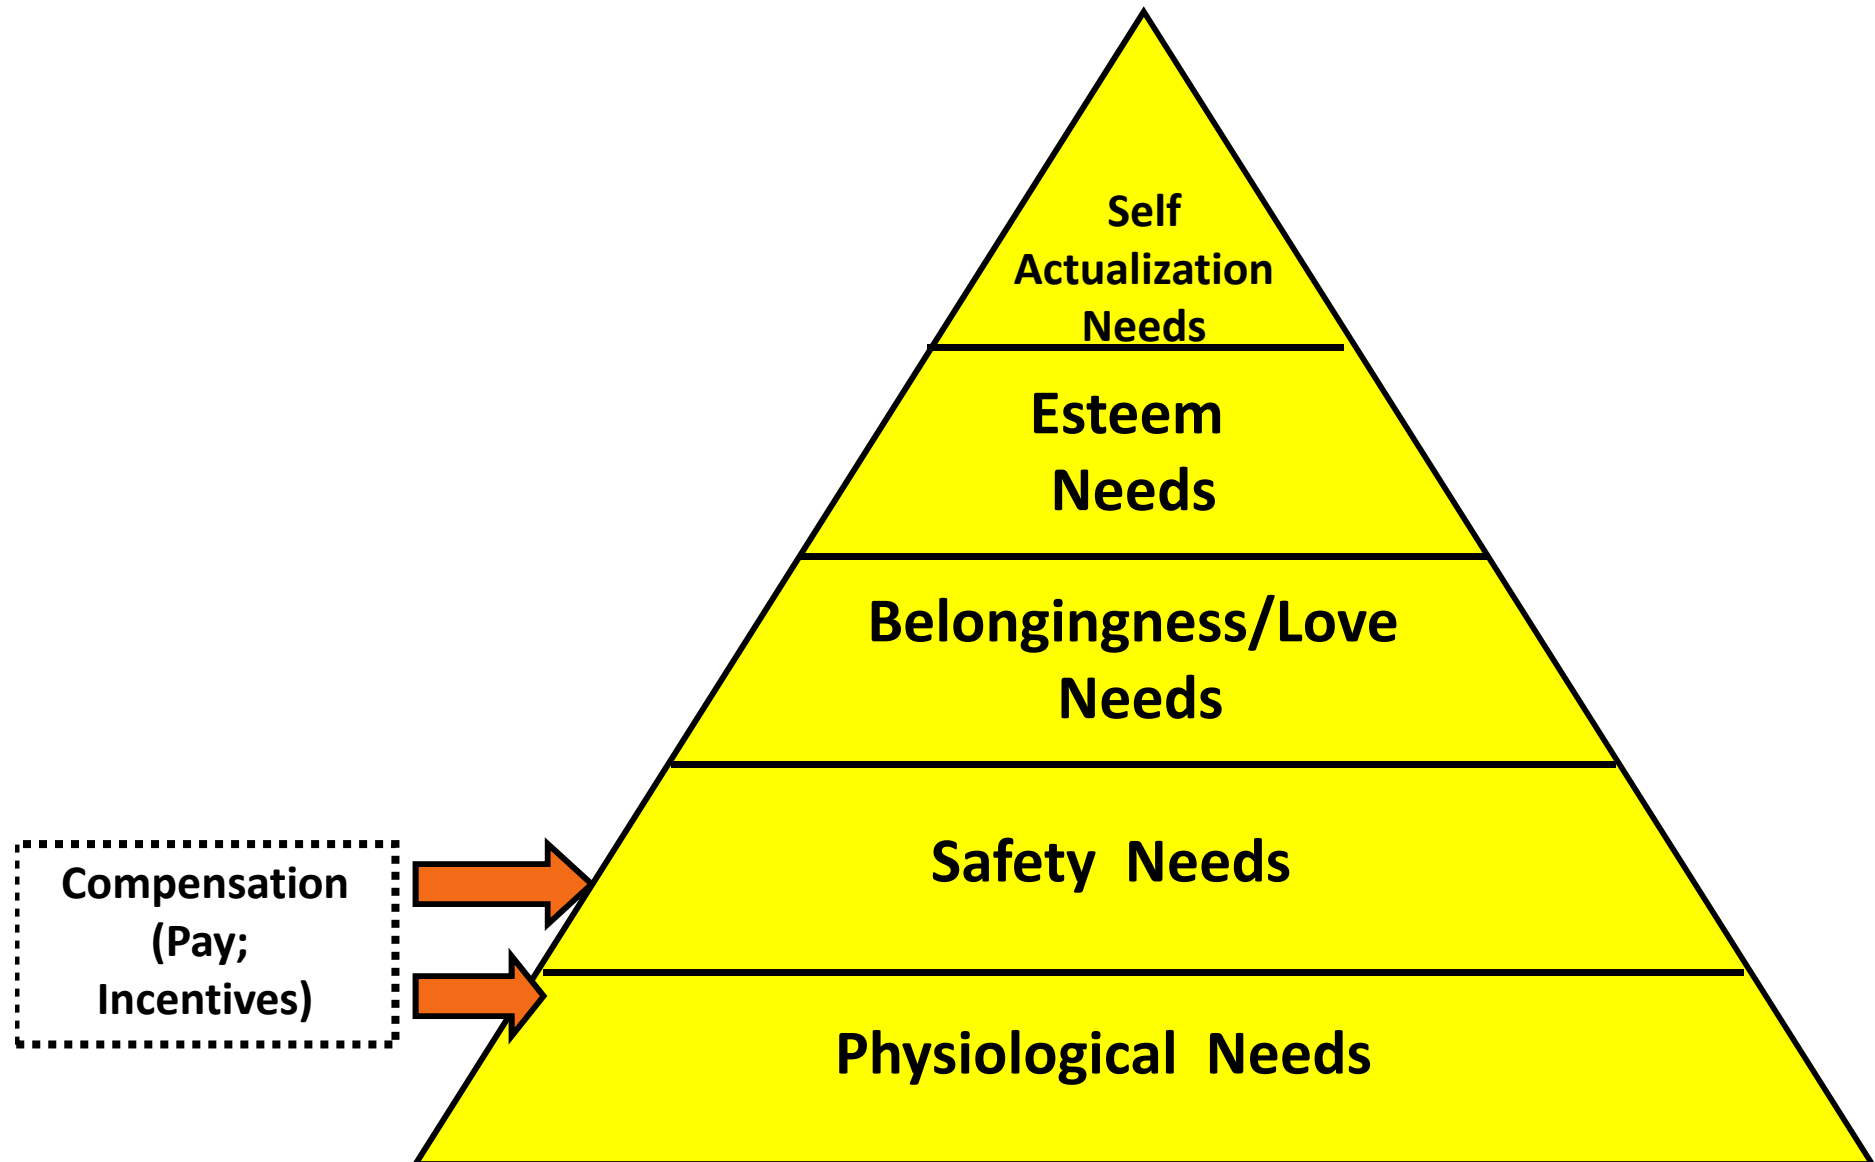 Self
Actualization
Needs
Esteem
Needs
Belongingness/Love
Needs
Safety Needs
Compensation
(Pay;
Incentives)
Physiological Needs